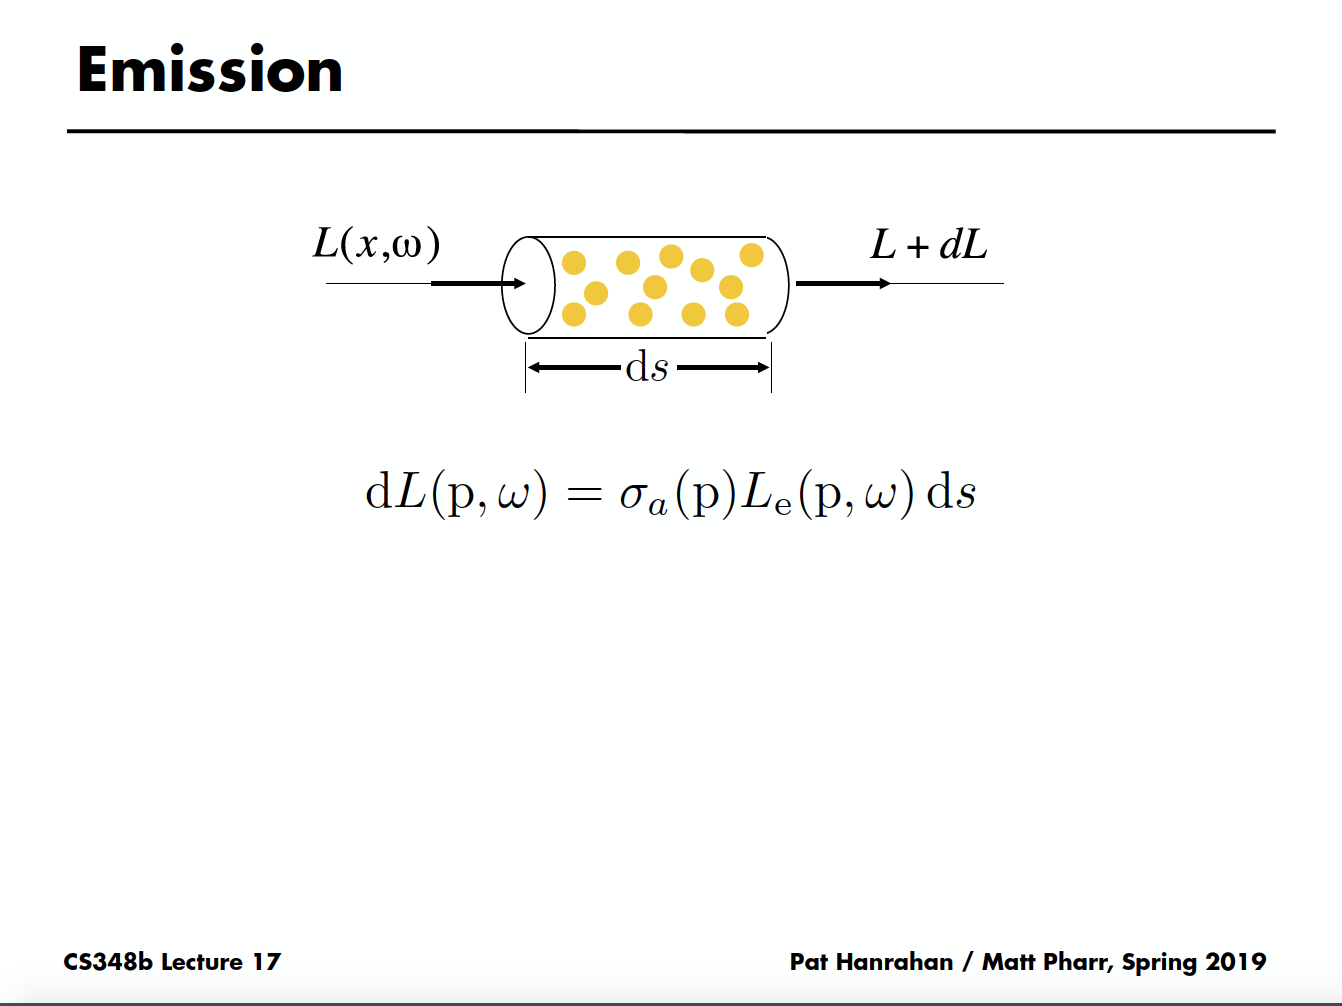 Emission
L(x,ω)
L + dL
ds
dL(p, ω) = σₐ(p)Lₑ(p, ω) ds
CS348b Lecture 17
Pat Hanrahan / Matt Pharr, Spring 2019